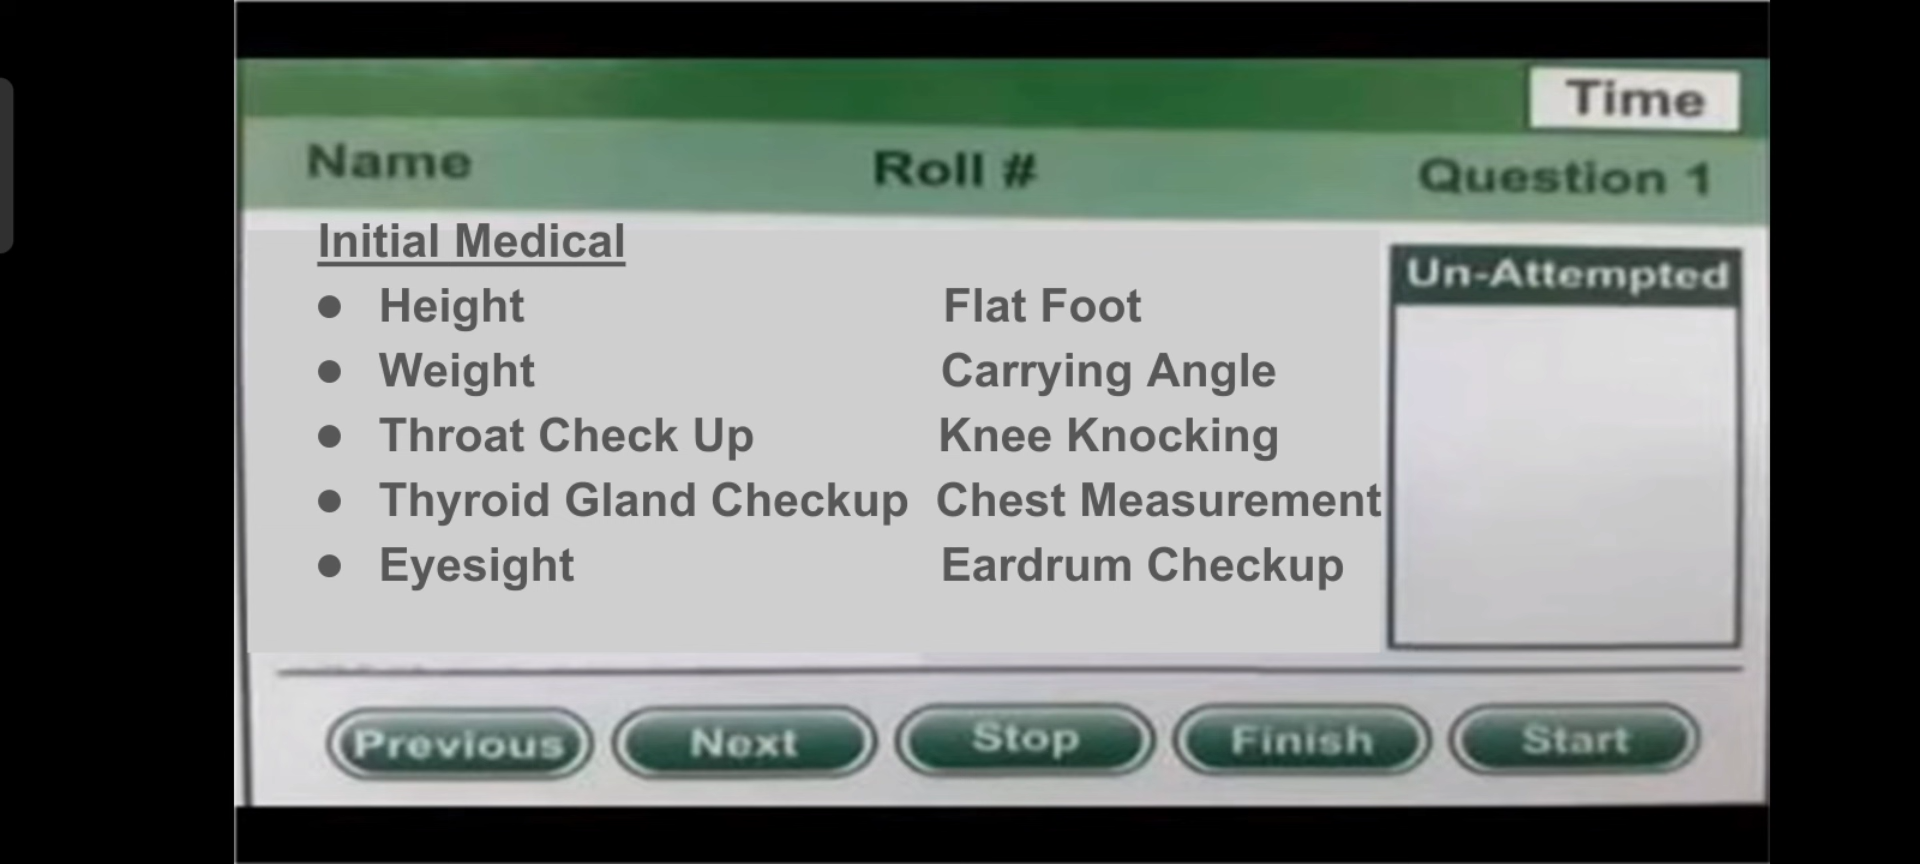 Time
Name Roll # Question 1
Initial Medical
Un-Attempted
● Height Flat Foot
● Weight Carrying Angle
● Throat Check Up Knee Knocking
● Thyroid Gland Checkup Chest Measurement
● Eyesight Eardrum Checkup
Previous Next Stop Finish Start